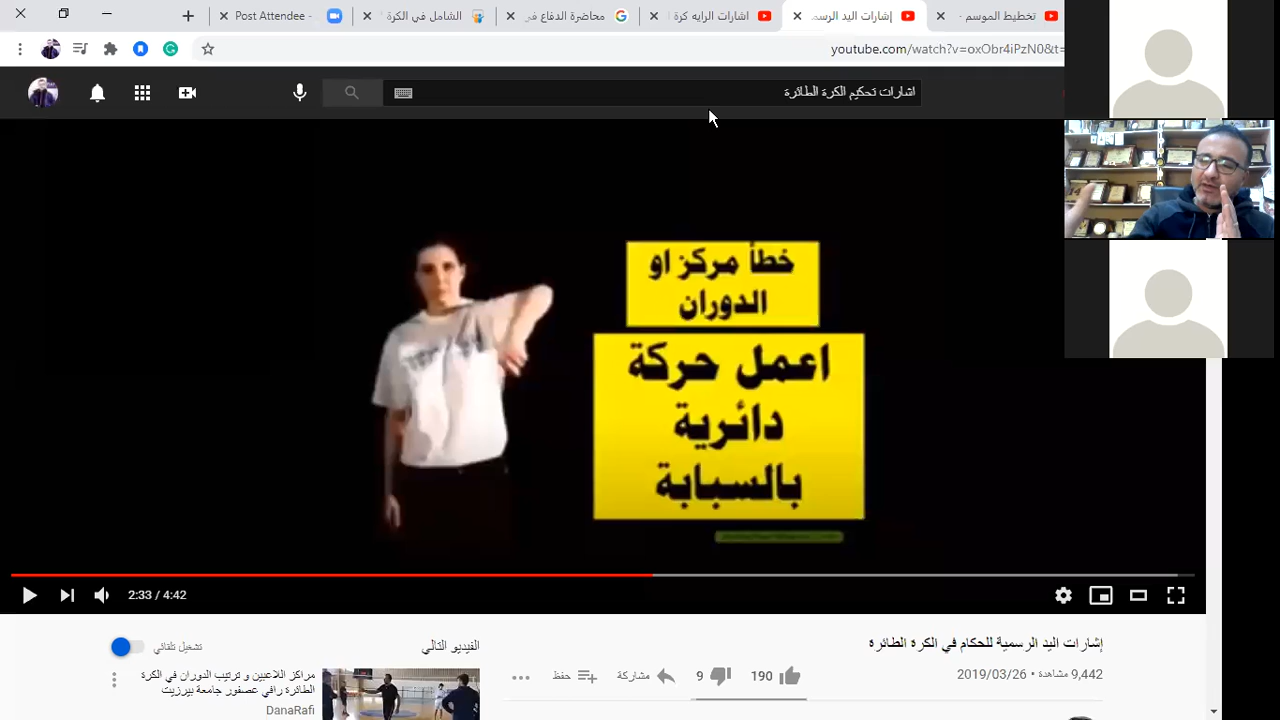 Post Attendee -
الشامل في الكرة ا
محاضرة الدفاع في
اشارات الرايه كرة ا
إشارات اليد الرسمي
تخطيط الموسم -
youtube.com/watch?v=oxObr4iPzN0&t=
اشارات تحكيم الكرة الطائرة
خطأ مركز او
الدوران
اعمل حركة
دائرية
بالسبابة
2:33 / 4:42
إشارات اليد الرسمية للحكام في الكرة الطائرة
9,442 مشاهدة • 2019/03/26
190
9
مشاركة
حفظ
الفيديو التالي
تشغيل تلقائي
مراكز اللاعبين و ترتيب الدوران في الكرة
الطائرة رافي عصفور جامعة بيرزيت
DanaRafi